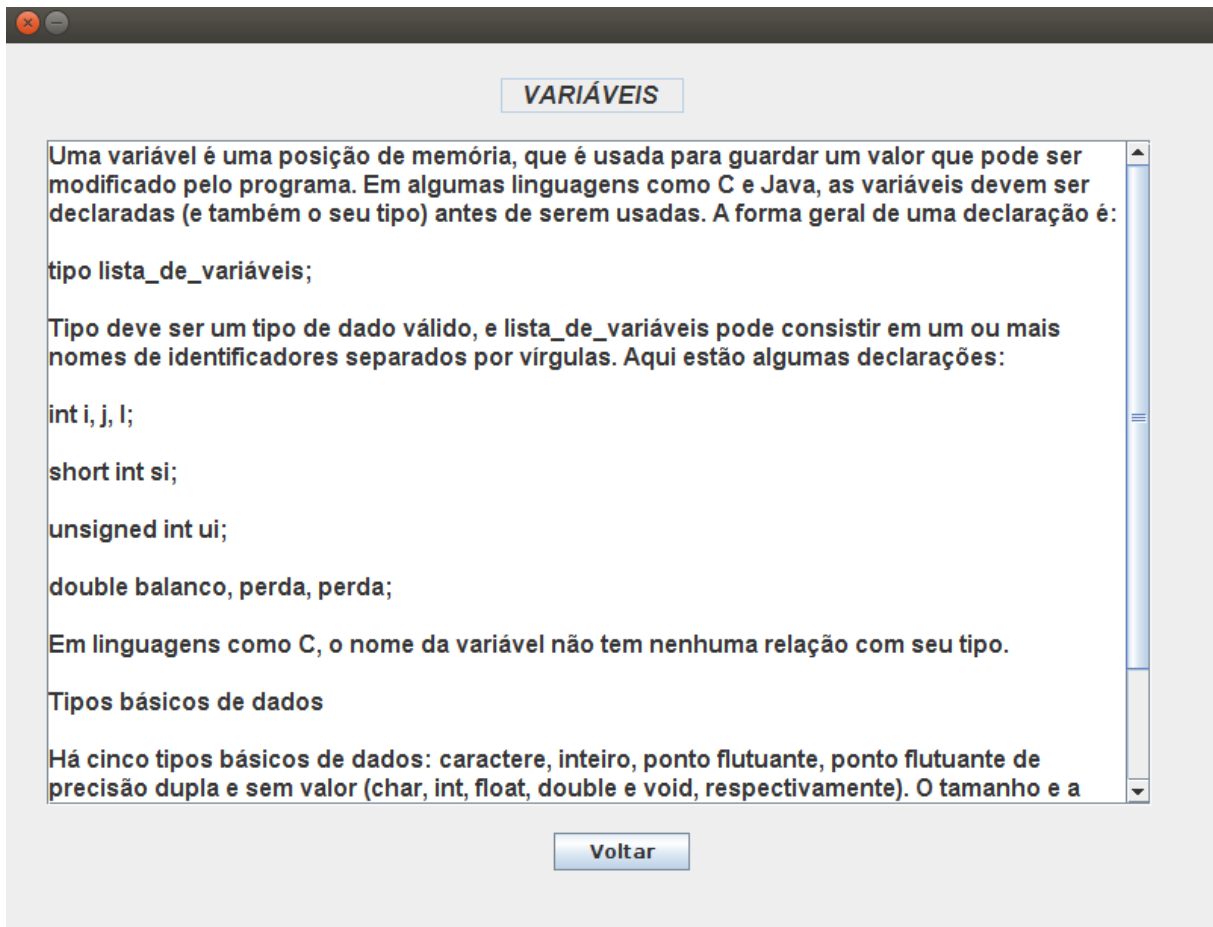 VARIÁVEIS
Uma variável é uma posição de memória, que é usada para guardar um valor que pode ser
modificado pelo programa. Em algumas linguagens como C e Java, as variáveis devem ser
declaradas (e também o seu tipo) antes de serem usadas. A forma geral de uma declaração é:
tipo lista_de_variáveis;
Tipo deve ser um tipo de dado válido, e lista_de_variáveis pode consistir em um ou mais
nomes de identificadores separados por vírgulas. Aqui estão algumas declarações:
int i, j, l;
short int si;
unsigned int ui;
double balanco, perda, perda;
Em linguagens como C, o nome da variável não tem nenhuma relação com seu tipo.
Tipos básicos de dados
Há cinco tipos básicos de dados: caractere, inteiro, ponto flutuante, ponto flutuante de
precisão dupla e sem valor (char, int, float, double e void, respectivamente). O tamanho e a
Voltar